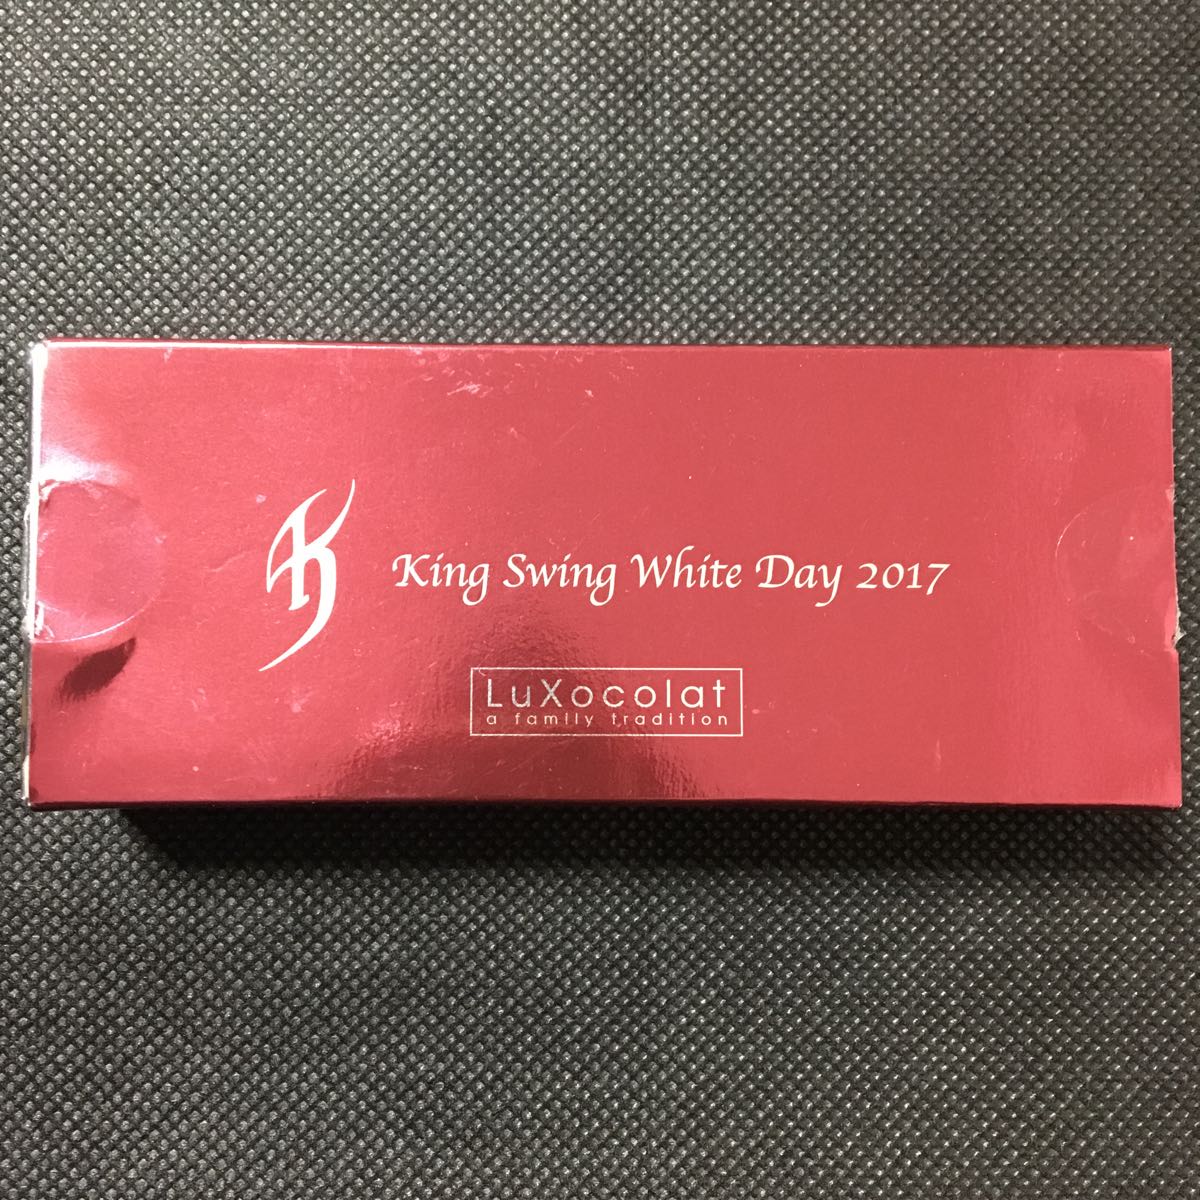 King Swing White Day 2017
LuXocolat
a family tradition